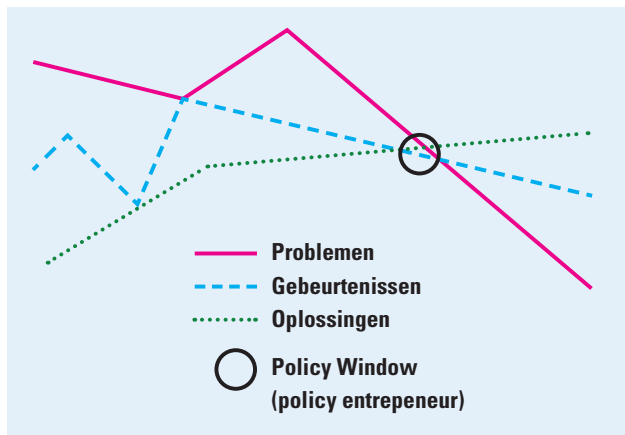 Problemen
Gebeurtenissen
Oplossingen
Policy Window
(policy entrepeneur)